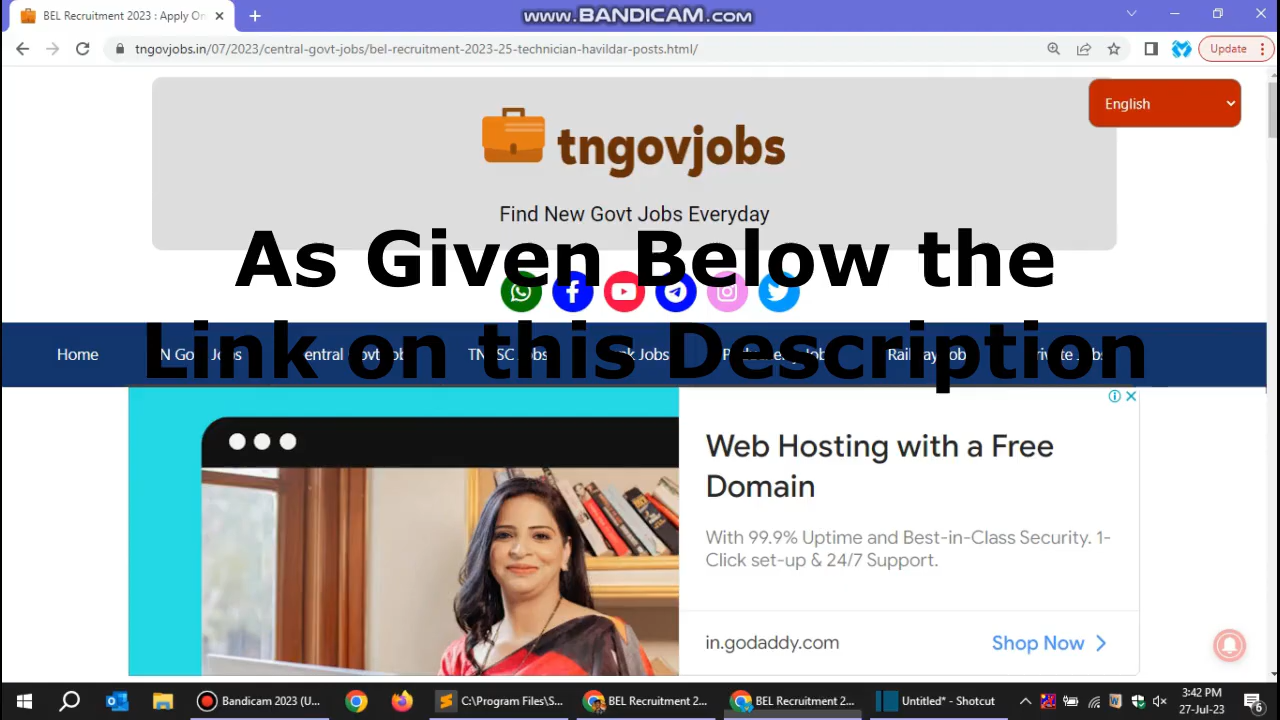 BEL Recruitment 2023 : Apply On
www.BANDICAM.com
tngovjobs.in/07/2023/central-govt-jobs/bel-recruitment-2023-25-technician-havildar-posts.html/
Update
English
tngovjobs
Find New Govt Jobs Everyday
As Given Below the
Link on this Description
Home
Web Hosting with a Free
Domain
With 99.9% Uptime and Best-in-Class Security. 1-
Click set-up & 24/7 Support.
in.godaddy.com
Shop Now
Bandicam 2023 (U...
C:\Program Files\S...
BEL Recruitment 2...
BEL Recruitment 2...
Untitled* - Shotcut
3:42 PM
27-Jul-23
6